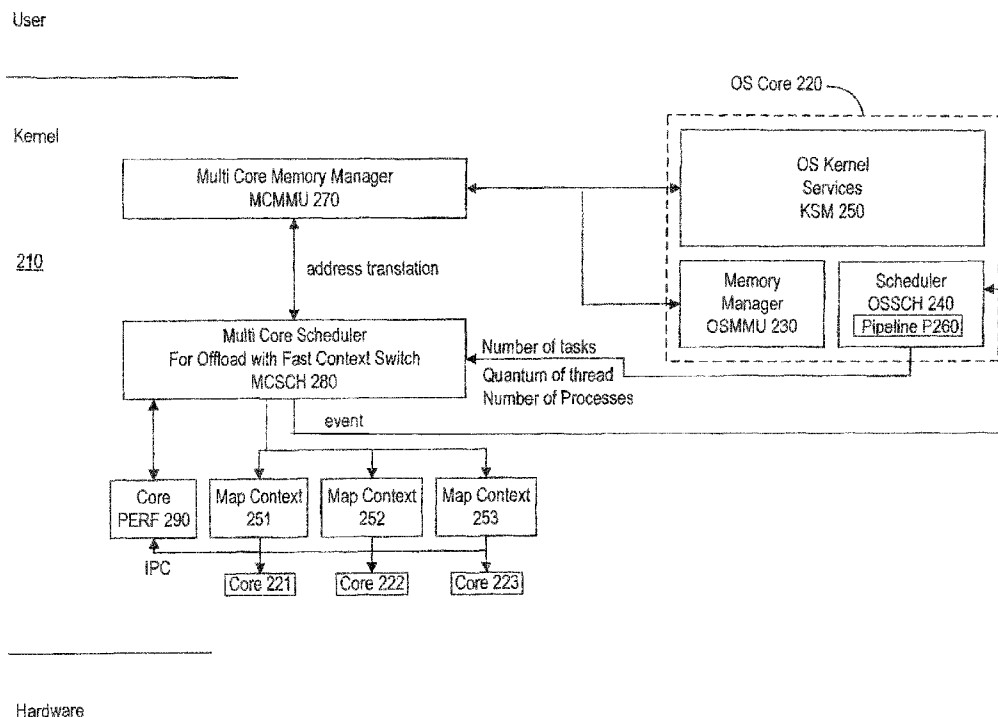 User
OS Core 220
Kernel
Multi Core Memory Manager
MCMMU 270
OS Kernel
Services
KSM 250
210
address translation
Memory
Manager
OSMMU 230
Scheduler
OSSCH 240
Pipeline P260
Multi Core Scheduler
For Offload with Fast Context Switch
MCSCH 280
Number of tasks
Quantum of thread
Number of Processes
event
Core
PERF 290
Map Context
251
Map Context
252
Map Context
253
IPC
Core 221
Core 222
Core 223
Hardware